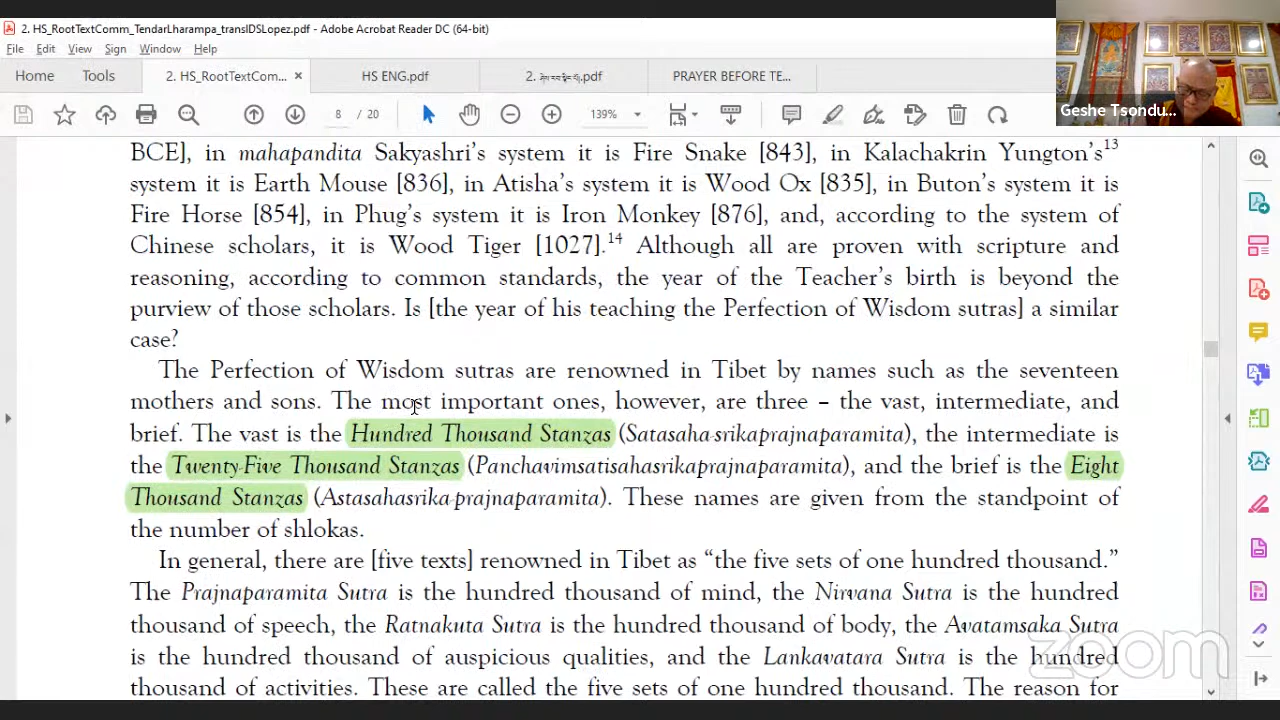 2. HS_RootTextComm_TendarLharampa_transIDSLopez.pdf - Adobe Acrobat Reader DC (64-bit)
File Edit View Sign Window Help
Home Tools 2. HS_RootTextCom... × HS ENG.pdf PRAYER BEFORE TE...
8 / 20 139%
Geshe Tsondu...
BCE], in mahapandita Sakyashri's system it is Fire Snake [843], in Kalachakrin Yungton's13
system it is Earth Mouse [836], in Atisha's system it is Wood Ox [835], in Buton's system it is
Fire Horse [854], in Phug's system it is Iron Monkey [876], and, according to the system of
Chinese scholars, it is Wood Tiger [1027].14 Although all are proven with scripture and
reasoning, according to common standards, the year of the Teacher's birth is beyond the
purview of those scholars. Is [the year of his teaching the Perfection of Wisdom sutras] a similar
case?
The Perfection of Wisdom sutras are renowned in Tibet by names such as the seventeen
mothers and sons. The most important ones, however, are three – the vast, intermediate, and
brief. The vast is the Hundred Thousand Stanzas (Satasaha-srikaprajnaparamita), the intermediate is
the Twenty-Five Thousand Stanzas (Panchavimsatisahasrikaprajnaparamita), and the brief is the Eight
Thousand Stanzas (Astasahasrika-prajnaparamita). These names are given from the standpoint of
the number of shlokas.
In general, there are [five texts] renowned in Tibet as “the five sets of one hundred thousand.”
The Prajnaparamita Sutra is the hundred thousand of mind, the Nirvana Sutra is the hundred
thousand of speech, the Ratnakuta Sutra is the hundred thousand of body, the Avatamsaka Sutra
is the hundred thousand of auspicious qualities, and the Lankavatara Sutra is the hundred
thousand of activities. These are called the five sets of one hundred thousand. The reason for
zoom